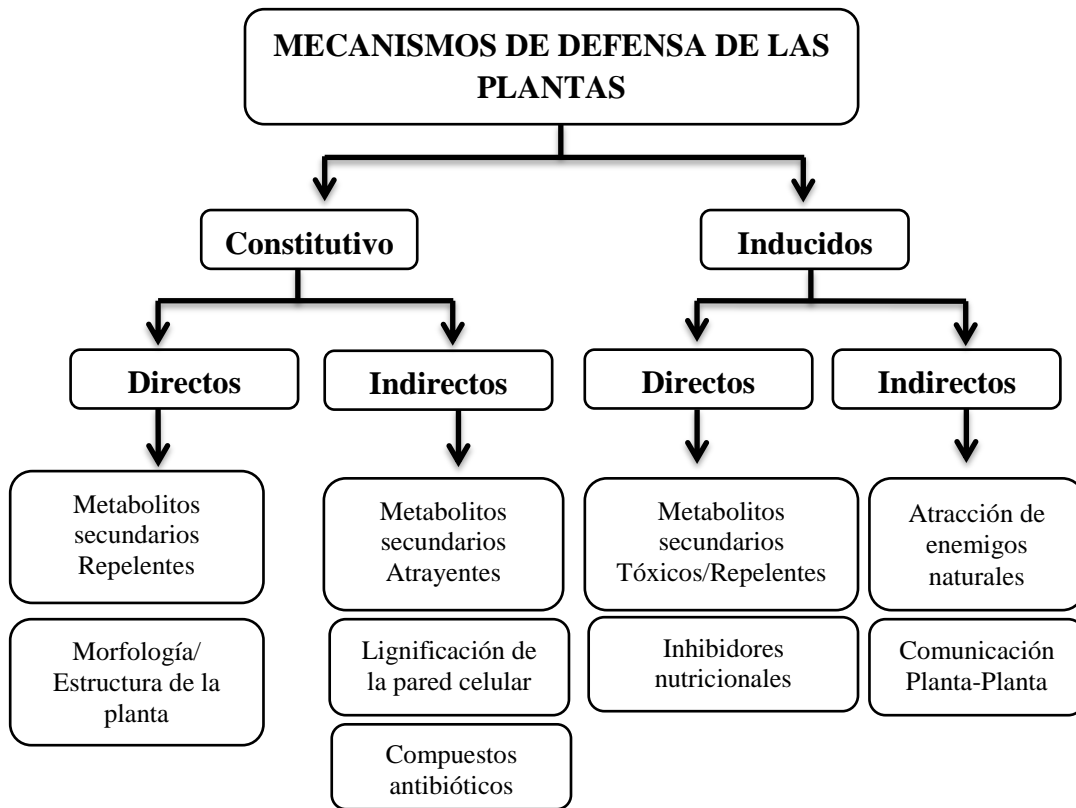 MECANISMOS DE DEFENSA DE LAS
PLANTAS
Constitutivo
Inducidos
Directos
Indirectos
Directos
Indirectos
Metabolitos
secundarios
Repelentes
Morfología/
Estructura de la
planta
Metabolitos
secundarios
Atrayentes
Lignificación de
la pared celular
Compuestos
antibióticos
Metabolitos
secundarios
Tóxicos/Repelentes
Inhibidores
nutricionales
Atracción de
enemigos
naturales
Comunicación
Planta-Planta